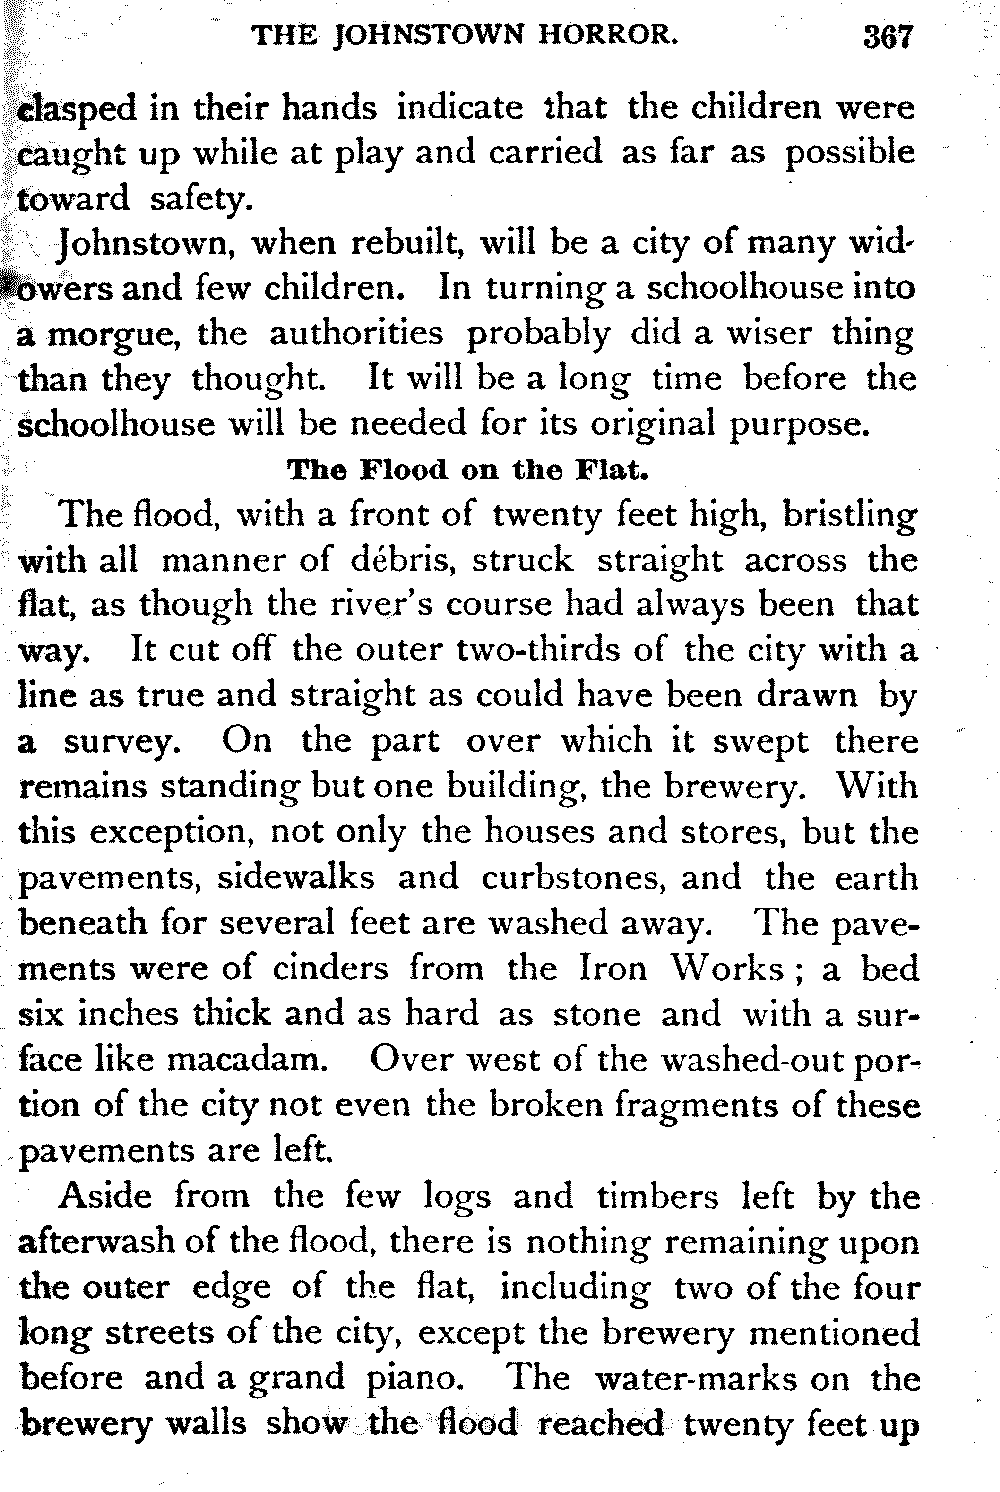 THE JOHNSTOWN HORROR. 367
clasped in their hands indicate that the children were
caught up while at play and carried as far as possible
toward safety.
Johnstown, when rebuilt, will be a city of many wid-
owers and few children. In turning a schoolhouse into
a morgue, the authorities probably did a wiser thing
than they thought. It will be a long time before the
schoolhouse will be needed for its original purpose.
The Flood on the Flat.
The flood, with a front of twenty feet high, bristling
with all manner of débris, struck straight across the
flat, as though the river's course had always been that
way. It cut off the outer two-thirds of the city with a
line as true and straight as could have been drawn by
a survey. On the part over which it swept there
remains standing but one building, the brewery. With
this exception, not only the houses and stores, but the
pavements, sidewalks and curbstones, and the earth
beneath for several feet are washed away. The pave-
ments were of cinders from the Iron Works ; a bed
six inches thick and as hard as stone and with a sur-
face like macadam. Over west of the washed-out por-
tion of the city not even the broken fragments of these
pavements are left.
Aside from the few logs and timbers left by the
afterwash of the flood, there is nothing remaining upon
the outer edge of the flat, including two of the four
long streets of the city, except the brewery mentioned
before and a grand piano. The water-marks on the
brewery walls show the flood reached twenty feet up